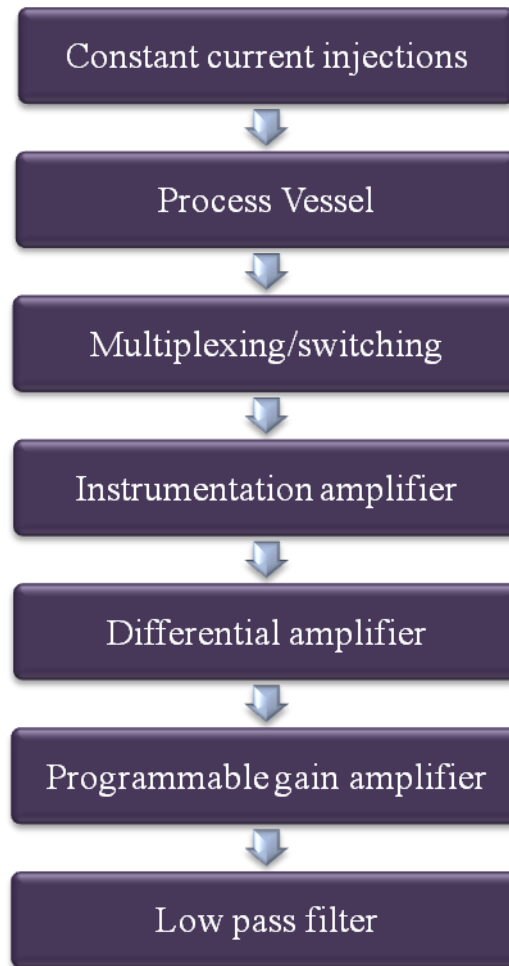 Constant current injections
Process Vessel
Multiplexing/switching
Instrumentation amplifier
Differential amplifier
Programmable gain amplifier
Low pass filter